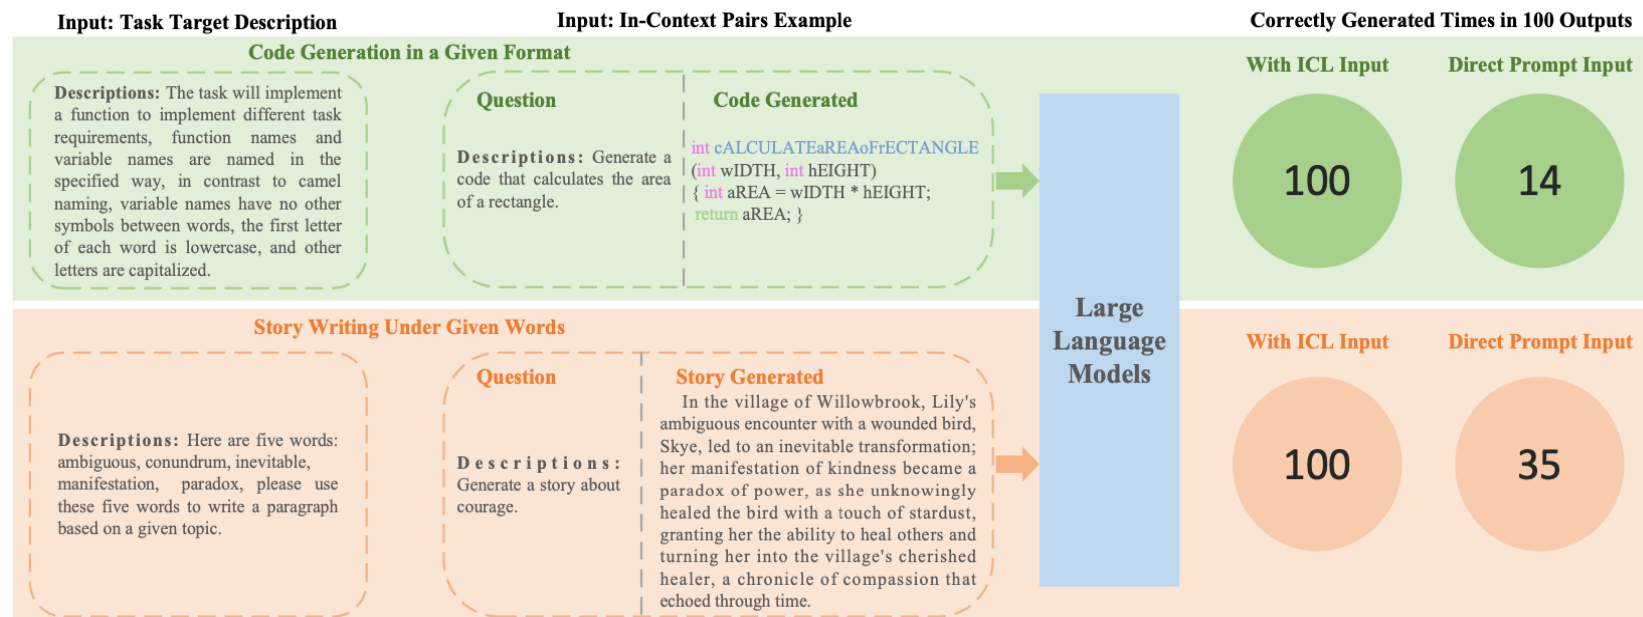 Input: Task Target Description
Input: In-Context Pairs Example
Correctly Generated Times in 100 Outputs
Code Generation in a Given Format
Descriptions: The task will implement
a function to implement different task
requirements, function names and
variable names are named in the
specified way, in contrast to camel
naming, variable names have no other
symbols between words, the first letter
of each word is lowercase, and other
letters are capitalized.
Question
Descriptions: Generate a
code that calculates the area
of a rectangle.
Code Generated
int cALCULATEaREAoFrECTANGLE
(int wIDTH, int hEIGHT)
{ int aREA = wIDTH * hEIGHT;
return aREA; }
With ICL Input
Direct Prompt Input
100
14
Large
Language
Models
Story Writing Under Given Words
Descriptions: Here are five words:
ambiguous, conundrum, inevitable,
manifestation, paradox, please use
these five words to write a paragraph
based on a given topic.
Question
Descriptions:
Generate a story about
courage.
Story Generated
In the village of Willowbrook, Lily's
ambiguous encounter with a wounded bird,
Skye, led to an inevitable transformation;
her manifestation of kindness became a
paradox of power, as she unknowingly
healed the bird with a touch of stardust,
granting her the ability to heal others and
turning her into the village's cherished
healer, a chronicle of compassion that
echoed through time.
With ICL Input
Direct Prompt Input
100
35